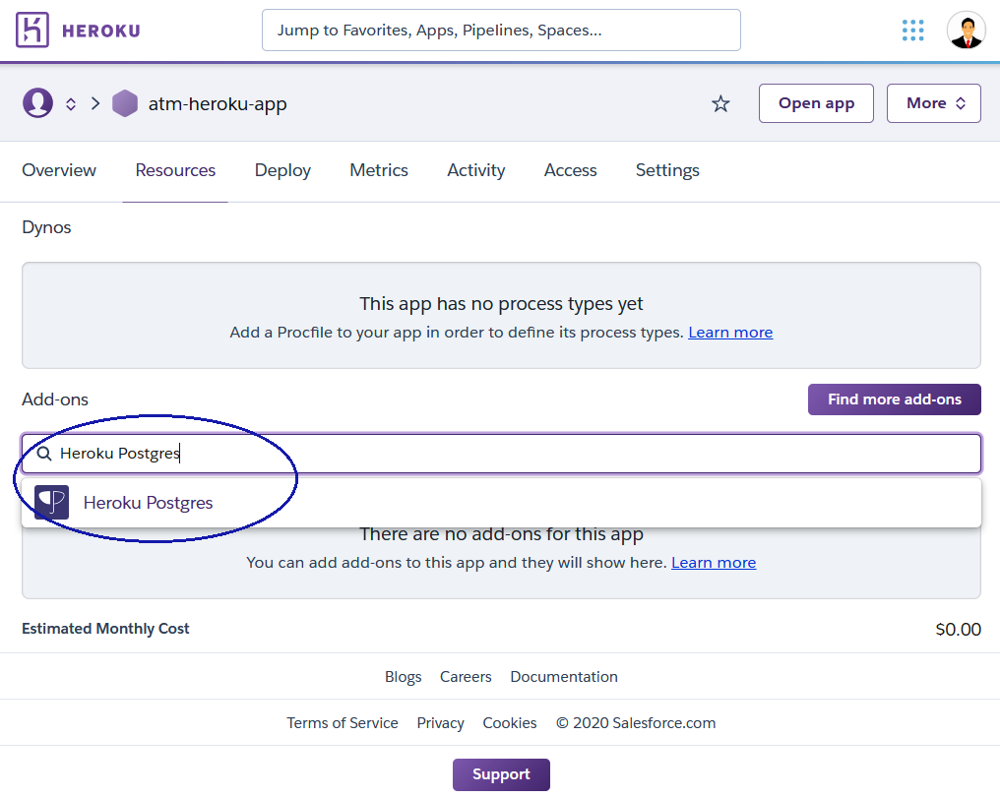 HEROKU
Jump to Favorites, Apps, Pipelines, Spaces...
atm-heroku-app
Open app
More
Overview Resources Deploy Metrics Activity Access Settings
Dynos
This app has no process types yet
Add a Procfile to your app in order to define its process types. Learn more
Add-ons
Find more add-ons
Heroku Postgres
Heroku Postgres
There are no add-ons for this app
You can add add-ons to this app and they will show here. Learn more
Estimated Monthly Cost $0.00
Blogs Careers Documentation
Terms of Service Privacy Cookies © 2020 Salesforce.com
Support